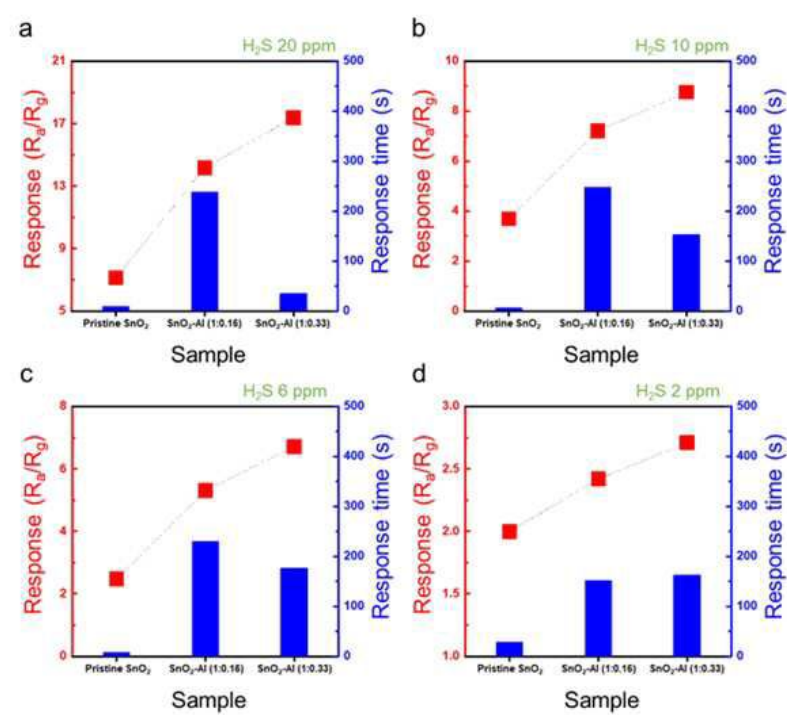 a
H₂S 20 ppm
Response (Rₐ/R_g)
21
17
13
9
5
500
400
300
200
100
0
Response time (s)
Pristine SnO₂
SnO₂-Al (1:0.16)
SnO₂-Al (1:0.33)
Sample
b
H₂S 10 ppm
Response (Rₐ/R_g)
10
8
6
4
2
0
500
400
300
200
100
0
Response time (s)
Pristine SnO₂
SnO₂-Al (1:0.16)
SnO₂-Al (1:0.33)
Sample
c
H₂S 6 ppm
Response (Rₐ/R_g)
8
6
4
2
0
500
400
300
200
100
0
Response time (s)
Pristine SnO₂
SnO₂-Al (1:0.16)
SnO₂-Al (1:0.33)
Sample
d
H₂S 2 ppm
Response (Rₐ/R_g)
3.0
2.5
2.0
1.5
1.0
500
400
300
200
100
0
Response time (s)
Pristine SnO₂
SnO₂-Al (1:0.16)
SnO₂-Al (1:0.33)
Sample